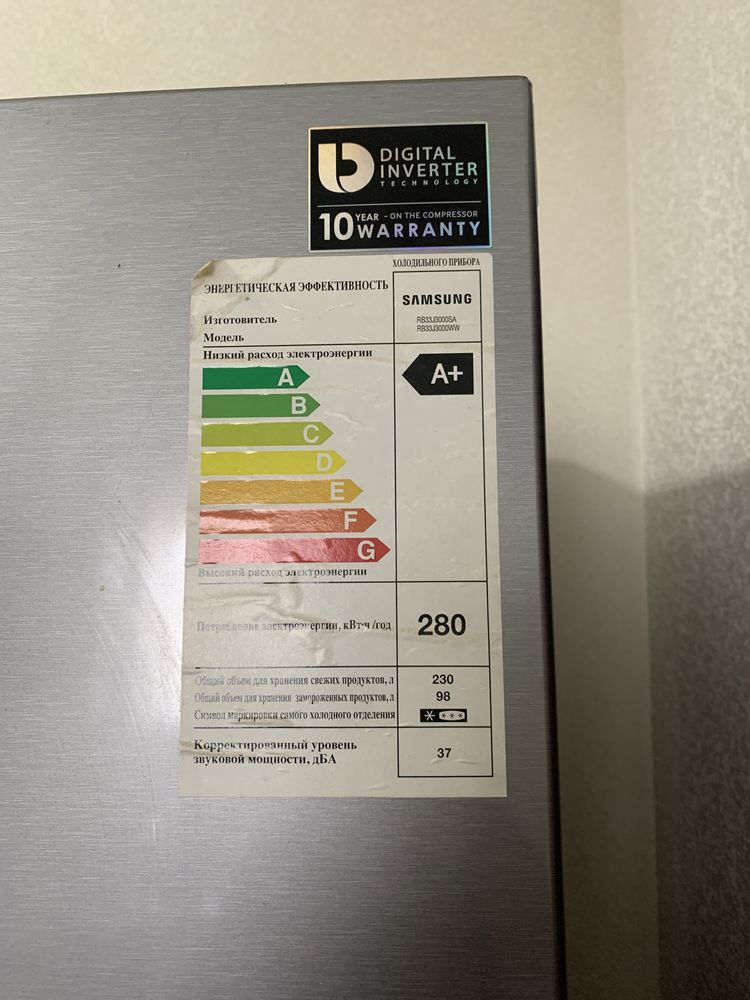 DIGITAL
INVERTER
TECHNOLOGY
10 YEAR - ON THE COMPRESSOR
WARRANTY
ХОЛОДИЛЬНОГО ПРИБОРА
ЭНЕРГЕТИЧЕСКАЯ ЭФФЕКТИВНОСТЬ
SAMSUNG
Изготовитель
RB33J3000SA
RB33J3000WW
Модель
Низкий расход электроэнергии
A
A+
B
C
D
E
F
G
Высокий расход электроэнергии
Потребление электроэнергии, кВт·ч /год
280
Общий объем для хранения свежих продуктов, л
230
Общий объем для хранения замороженных продуктов, л
98
Символ маркировки самого холодного отделения
Корректированный уровень
звуковой мощности, дБА
37